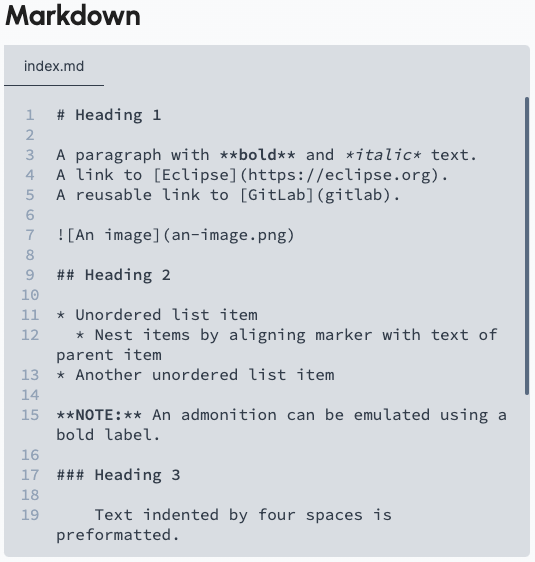 Markdown
index.md
1 # Heading 1
2
3 A paragraph with **bold** and *italic* text.
4 A link to [Eclipse](https://eclipse.org).
5 A reusable link to [GitLab](gitlab).
6
7 ![An image](an-image.png)
8
9 ## Heading 2
10
11 * Unordered list item
12   * Nest items by aligning marker with text of
parent item
13 * Another unordered list item
14
15 **NOTE:** An admonition can be emulated using a
bold label.
16
17 ### Heading 3
18
19     Text indented by four spaces is
preformatted.